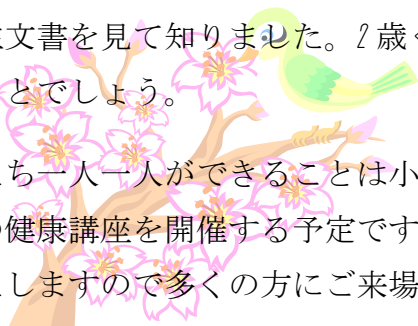 文書を見て知りました。2歳
とでしょう。
ち一人一人ができることは小
健康講座を開催する予定です
しますので多くの方にご来場